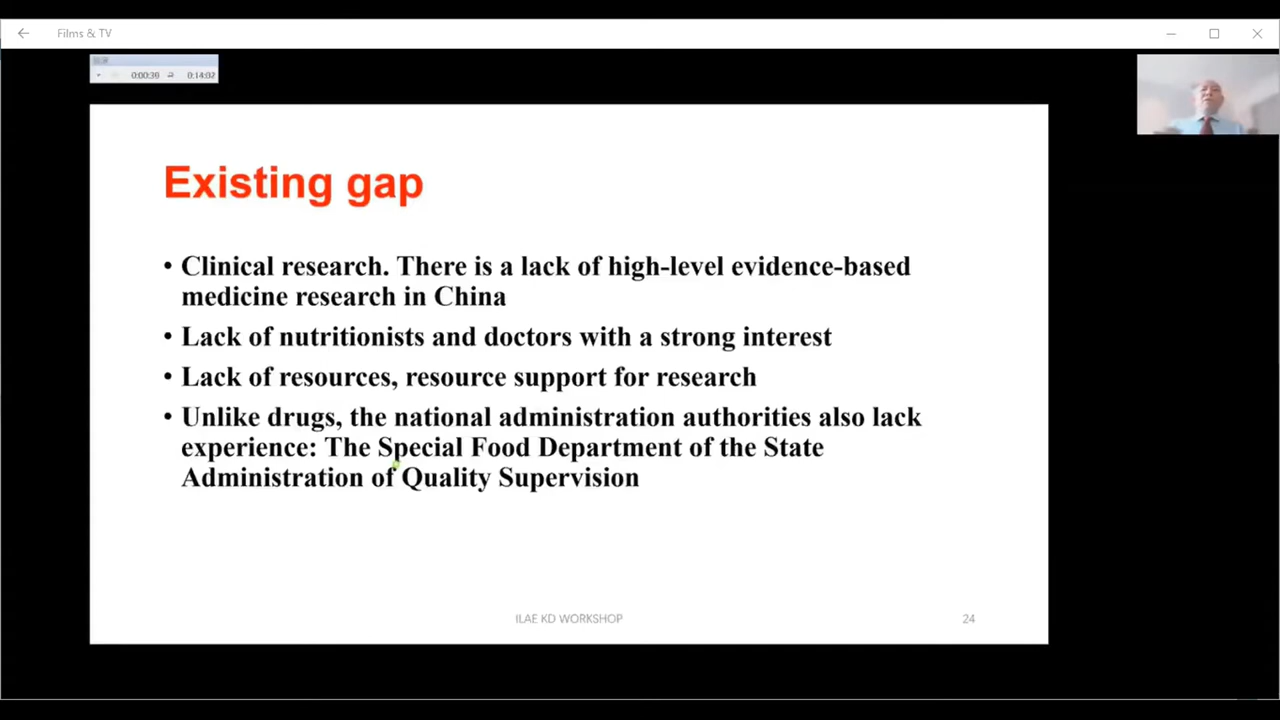 Films & TV
0:00:39
0:14:02
Existing gap
• Clinical research. There is a lack of high-level evidence-based
medicine research in China
• Lack of nutritionists and doctors with a strong interest
• Lack of resources, resource support for research
• Unlike drugs, the national administration authorities also lack
experience: The Special Food Department of the State
Administration of Quality Supervision
ILAE KD WORKSHOP
24